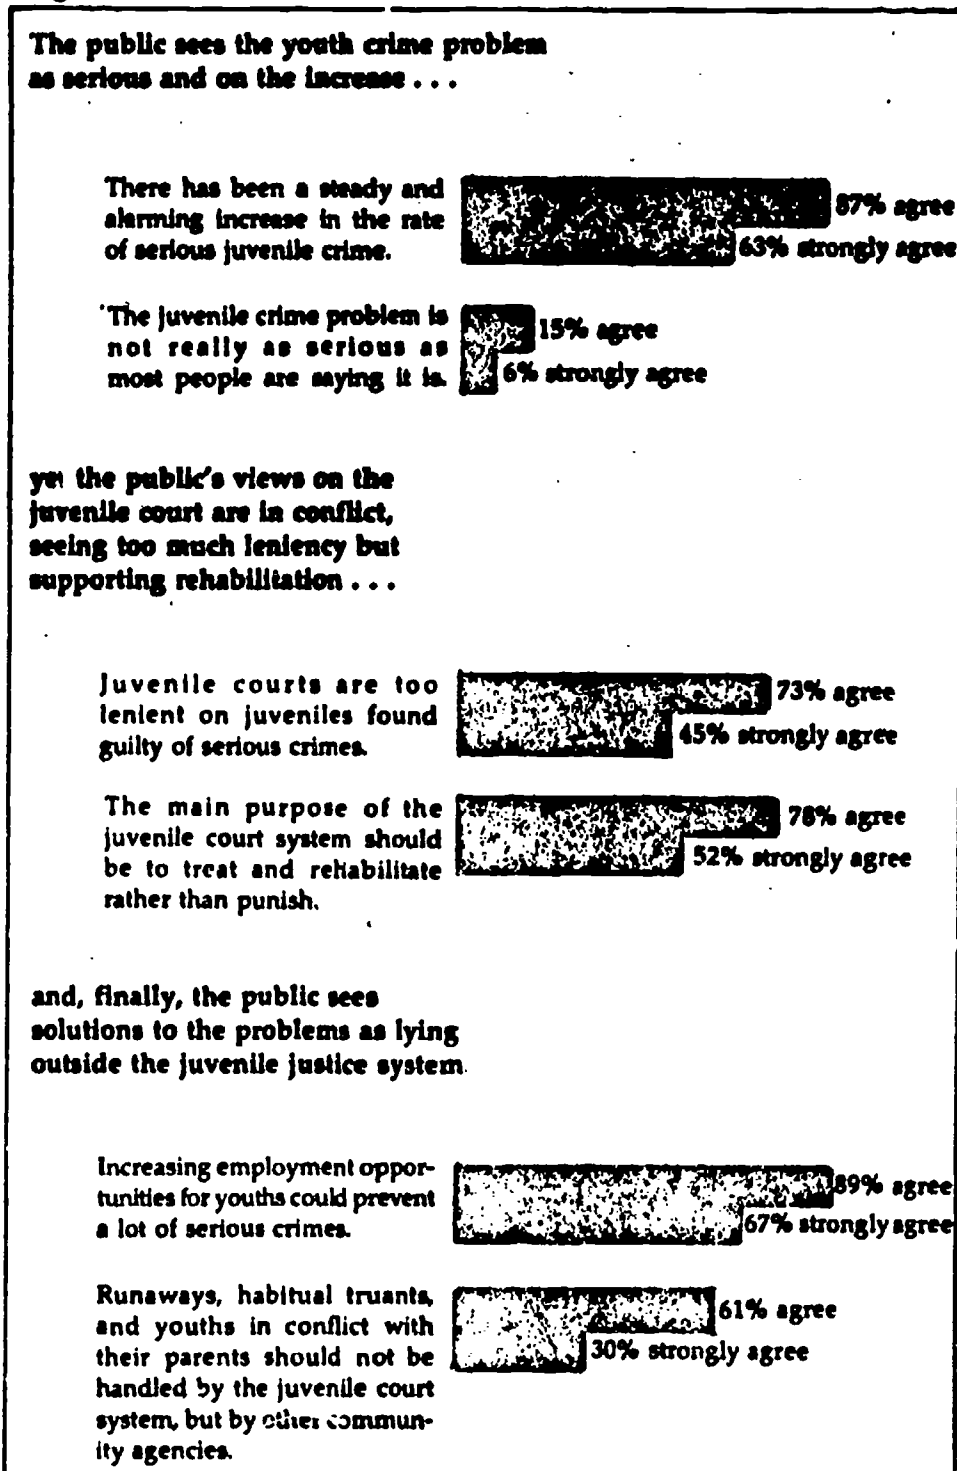 The public sees the youth crime problem
as serious and on the increase . . .
There has been a steady and
alarming increase in the rate
of serious juvenile crime.
87% agree
63% strongly agree
The juvenile crime problem is
not really as serious as
most people are saying it is.
15% agree
6% strongly agree
yet the public's views on the
juvenile court are in conflict,
seeing too much leniency but
supporting rehabilitation . . .
Juvenile courts are too
lenient on juveniles found
guilty of serious crimes.
73% agree
45% strongly agree
The main purpose of the
juvenile court system should
be to treat and rehabilitate
rather than punish.
78% agree
52% strongly agree
and, finally, the public sees
solutions to the problems as lying
outside the juvenile justice system.
Increasing employment oppor-
tunities for youths could prevent
a lot of serious crimes.
89% agree
67% strongly agree
Runaways, habitual truants,
and youths in conflict with
their parents should not be
handled by the juvenile court
system, but by other commun-
ity agencies.
61% agree
30% strongly agree